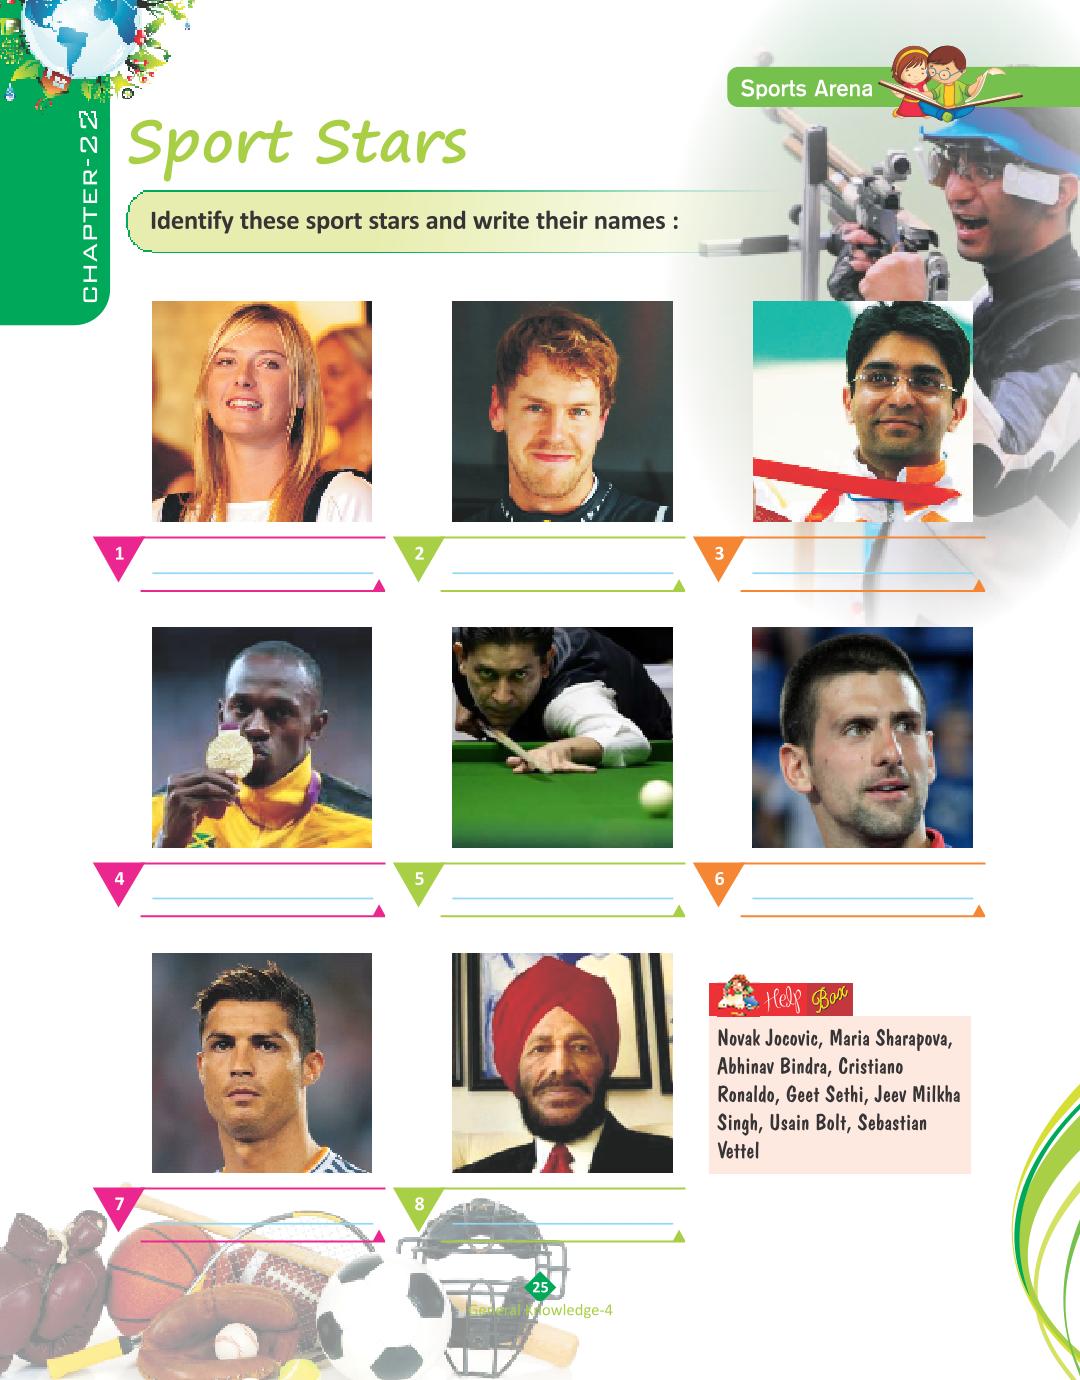 Sports Arena
CHAPTER-22
Sport Stars
Identify these sport stars and write their names :
1
2
3
4
5
6
7
8
Help Box
Novak Jocovic, Maria Sharapova,
Abhinav Bindra, Cristiano
Ronaldo, Geet Sethi, Jeev Milkha
Singh, Usain Bolt, Sebastian
Vettel
25
General Knowledge-4